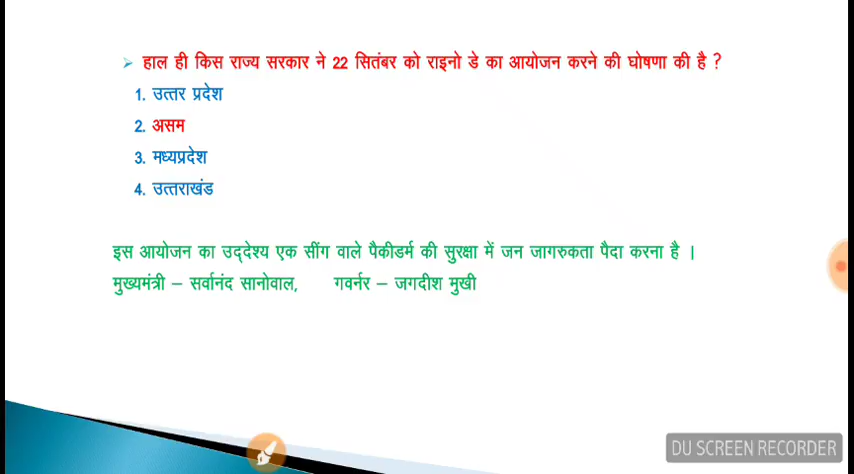 ➢ हाल ही किस राज्य सरकार ने 22 सितंबर को राइनो डे का आयोजन करने की घोषणा की है ?
1. उत्तर प्रदेश
2. असम
3. मध्यप्रदेश
4. उत्तराखंड
इस आयोजन का उद्देश्य एक सींग वाले पैकीडर्म की सुरक्षा में जन जागरुकता पैदा करना है ।
मुख्यमंत्री – सर्वानंद सानोवाल, गवर्नर – जगदीश मुखी
DU SCREEN RECORDER